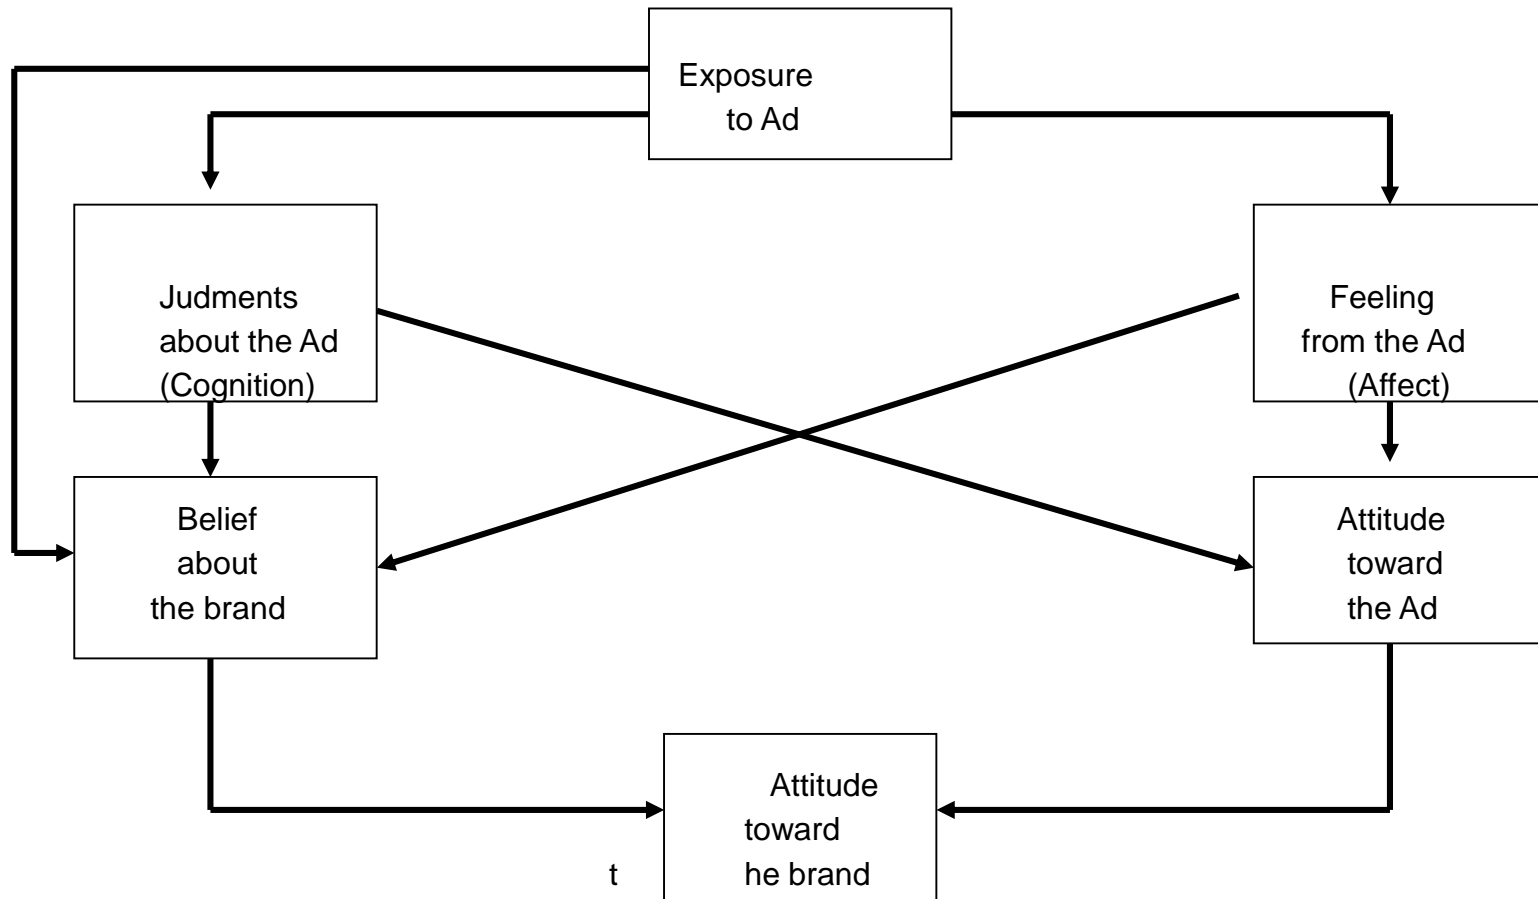 Exposure
to Ad
Judments
about the Ad
(Cognition)
Feeling
from the Ad
(Affect)
Belief
about
the brand
Attitude
toward
the Ad
Attitude
toward
t he brand